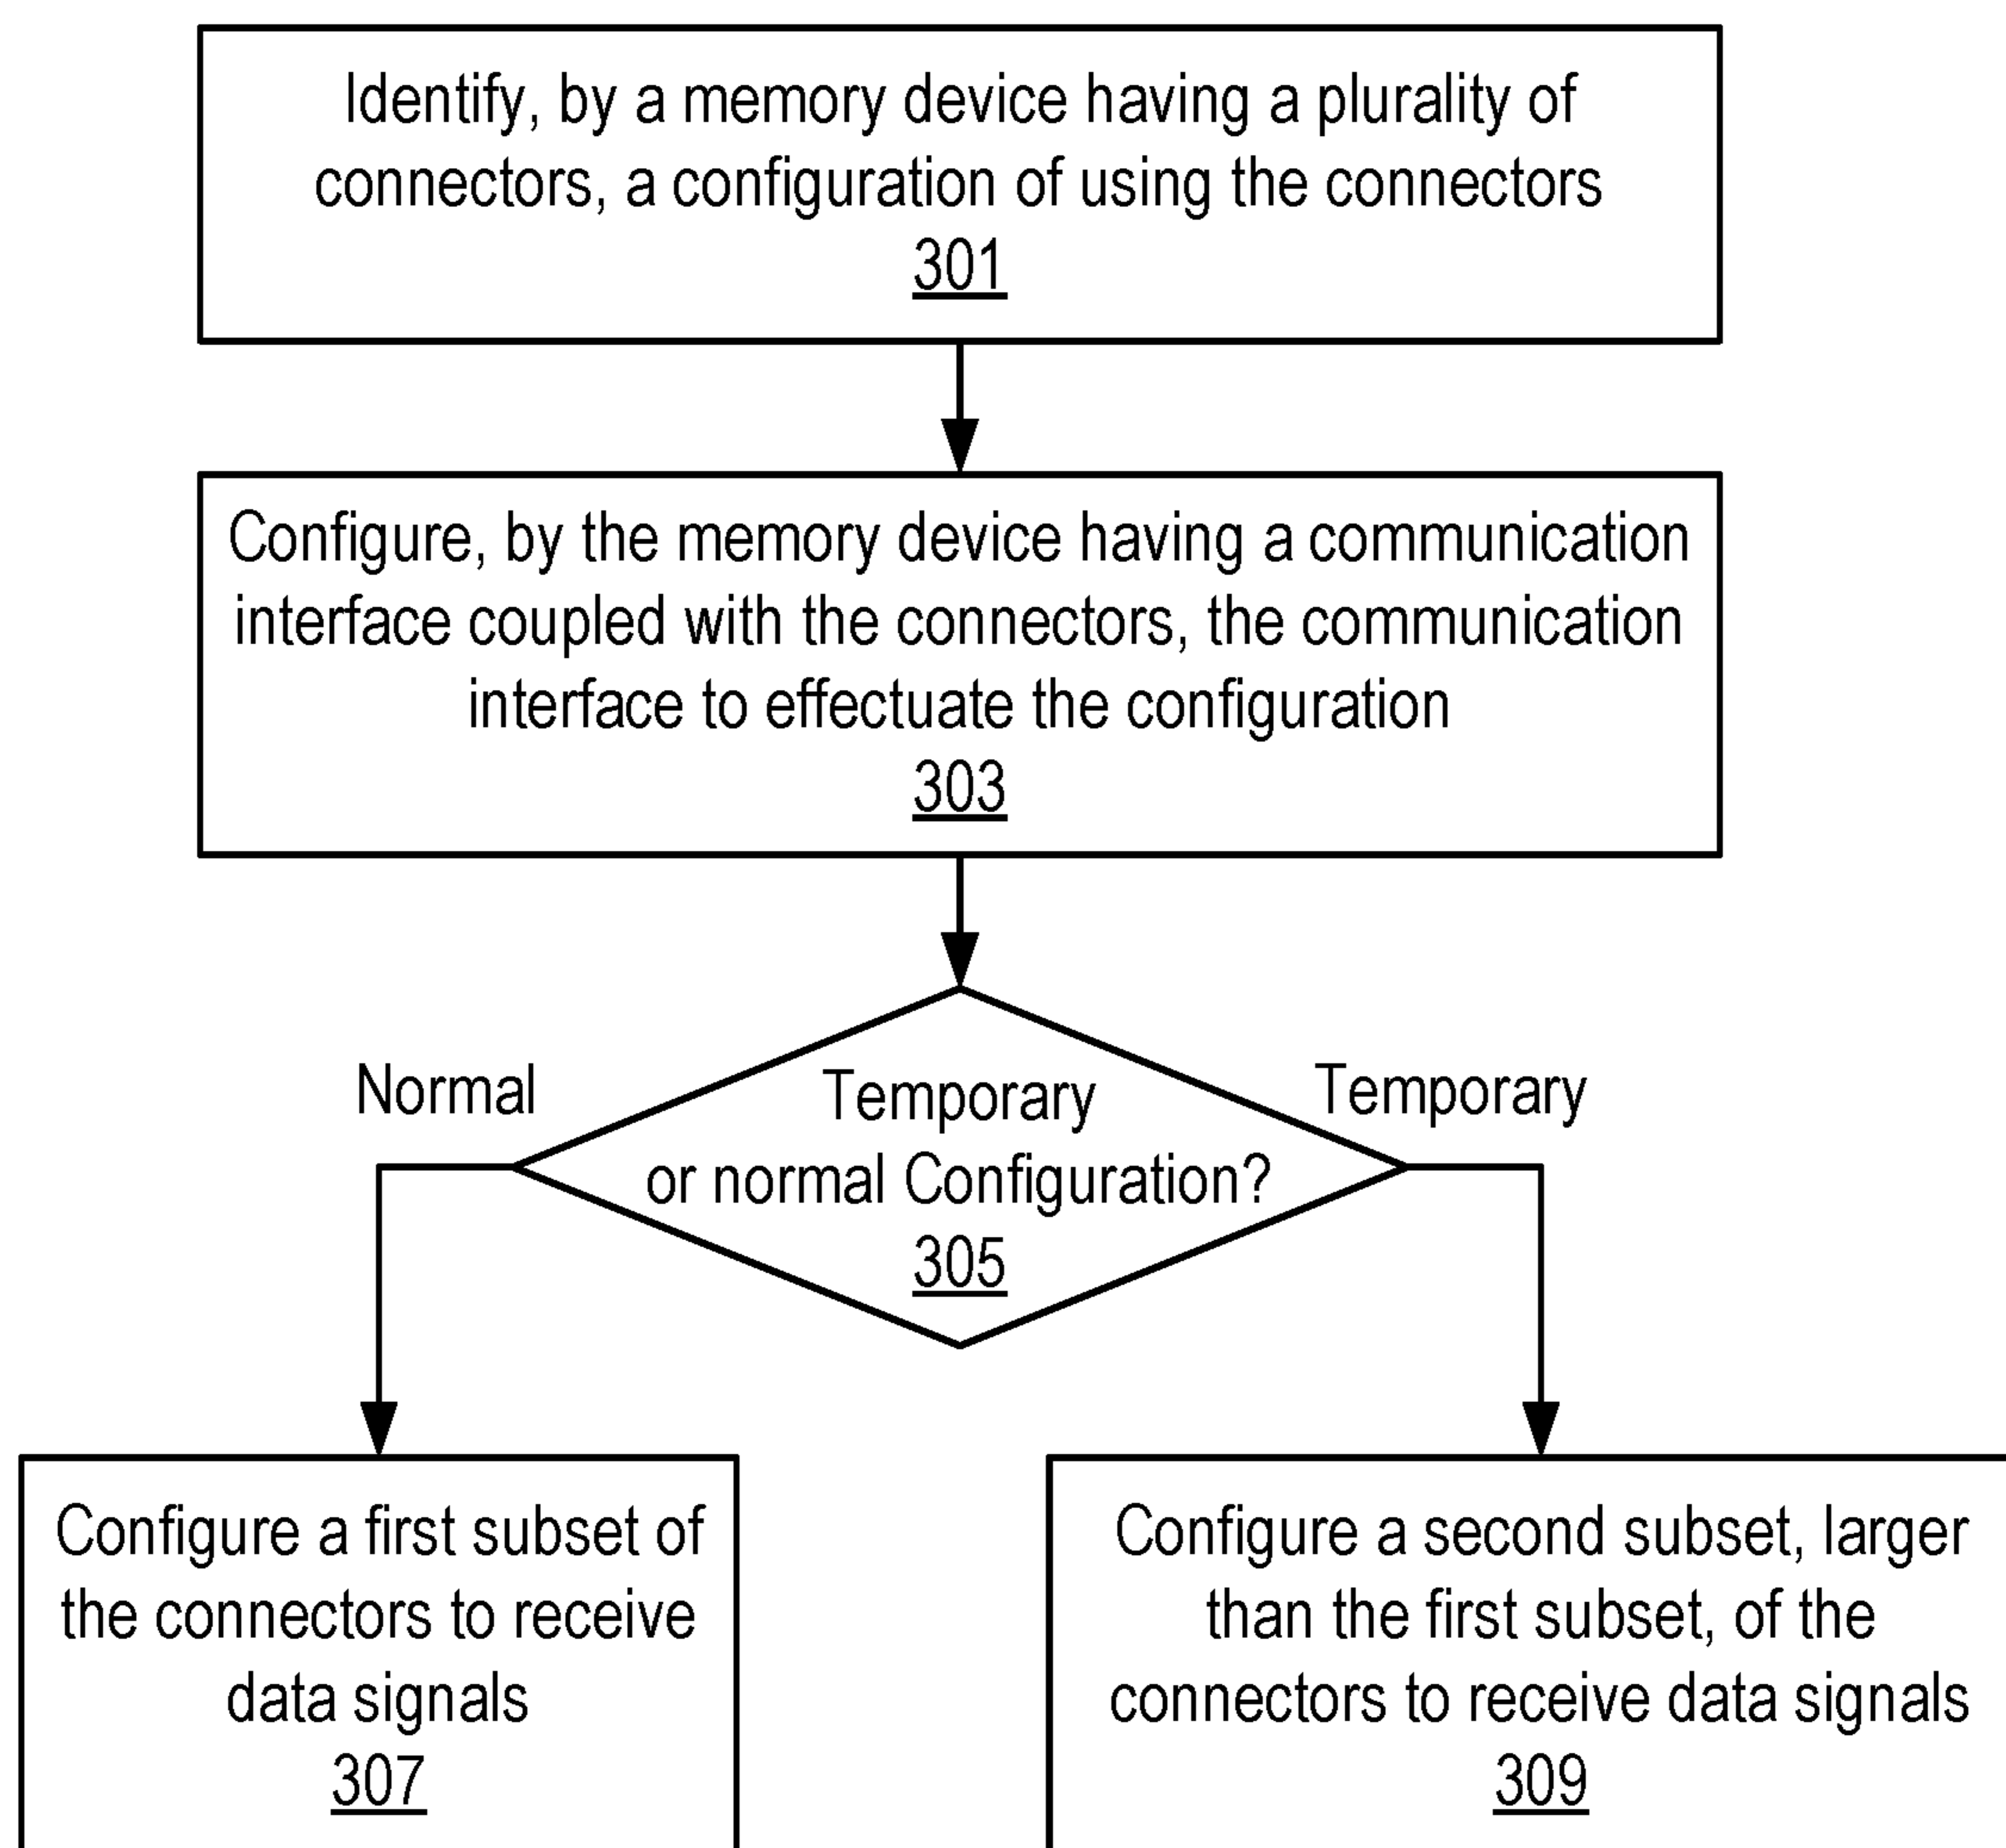 Identify, by a memory device having a plurality of
connectors, a configuration of using the connectors
301
Configure, by the memory device having a communication
interface coupled with the connectors, the communication
interface to effectuate the configuration
303
Normal
Temporary
or normal Configuration?
305
Temporary
Configure a first subset of
the connectors to receive
data signals
307
Configure a second subset, larger
than the first subset, of the
connectors to receive data signals
309